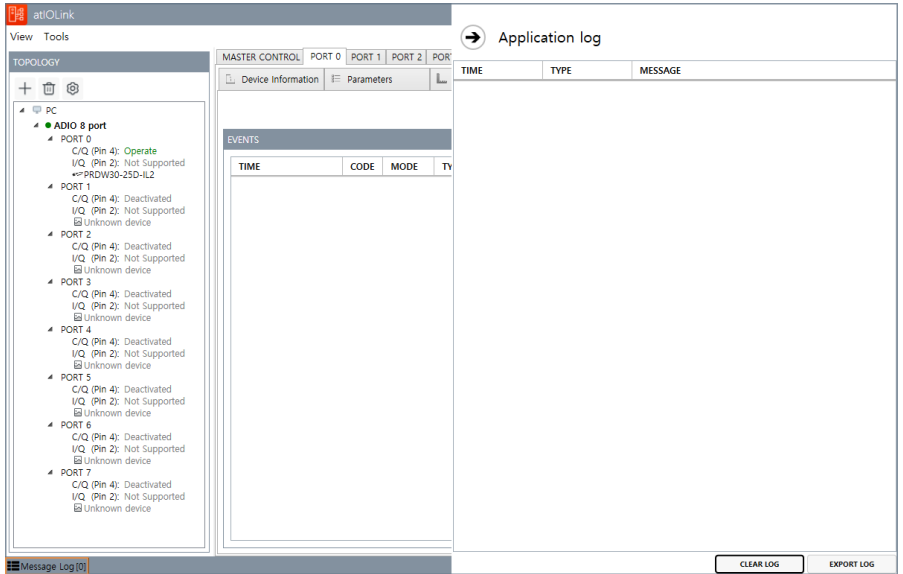 atIOLink
View Tools
TOPOLOGY
PC
ADIO 8 port
PORT 0
C/Q (Pin 4): Operate
I/Q (Pin 2): Not Supported
PRDW30-25D-IL2
PORT 1
C/Q (Pin 4): Deactivated
I/Q (Pin 2): Not Supported
Unknown device
PORT 2
C/Q (Pin 4): Deactivated
I/Q (Pin 2): Not Supported
Unknown device
PORT 3
C/Q (Pin 4): Deactivated
I/Q (Pin 2): Not Supported
Unknown device
PORT 4
C/Q (Pin 4): Deactivated
I/Q (Pin 2): Not Supported
Unknown device
PORT 5
C/Q (Pin 4): Deactivated
I/Q (Pin 2): Not Supported
Unknown device
PORT 6
C/Q (Pin 4): Deactivated
I/Q (Pin 2): Not Supported
Unknown device
PORT 7
C/Q (Pin 4): Deactivated
I/Q (Pin 2): Not Supported
Unknown device
MASTER CONTROL PORT 0 PORT 1 PORT 2 POR
Device Information Parameters
EVENTS
TIME CODE MODE TY
Application log
TIME TYPE MESSAGE
CLEAR LOG EXPORT LOG
Message Log [0]